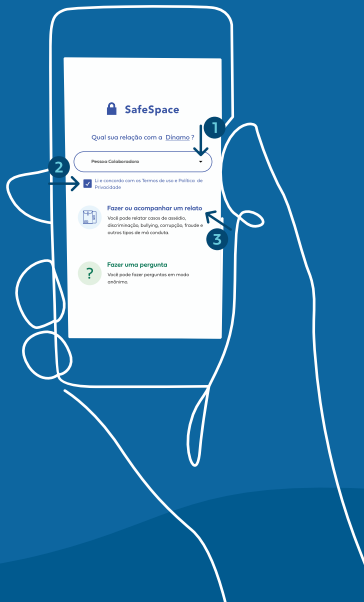 SafeSpace
Qual sua relação com a Dínamo ?
1
Pessoa Colaboradora
2
Li e concordo com os Termos de uso e Política de
Privacidade
Fazer ou acompanhar um relato
Você pode relatar casos de assédio,
discriminação, bullying, corrupção, fraude e
outros tipos de má conduta.
3
Fazer uma pergunta
?
Você pode fazer perguntas em modo
anônimo.